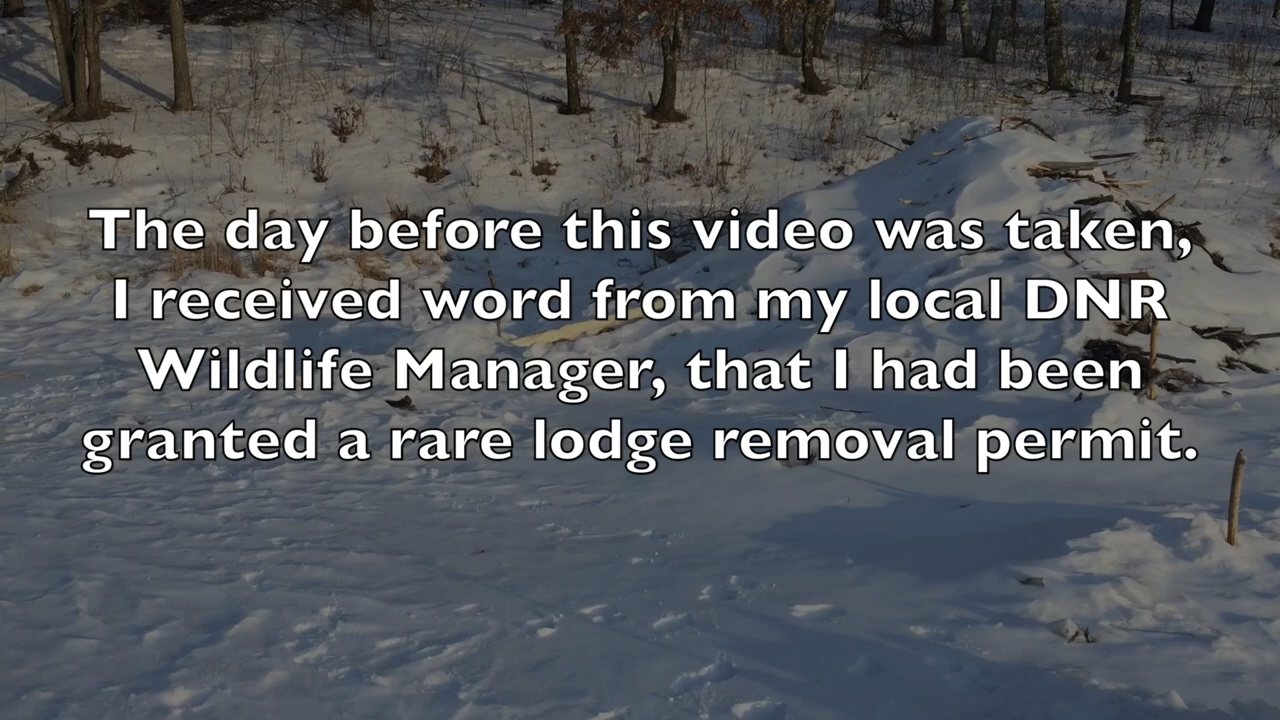 The day before this video was taken,
I received word from my local DNR
Wildlife Manager, that I had been
granted a rare lodge removal permit.